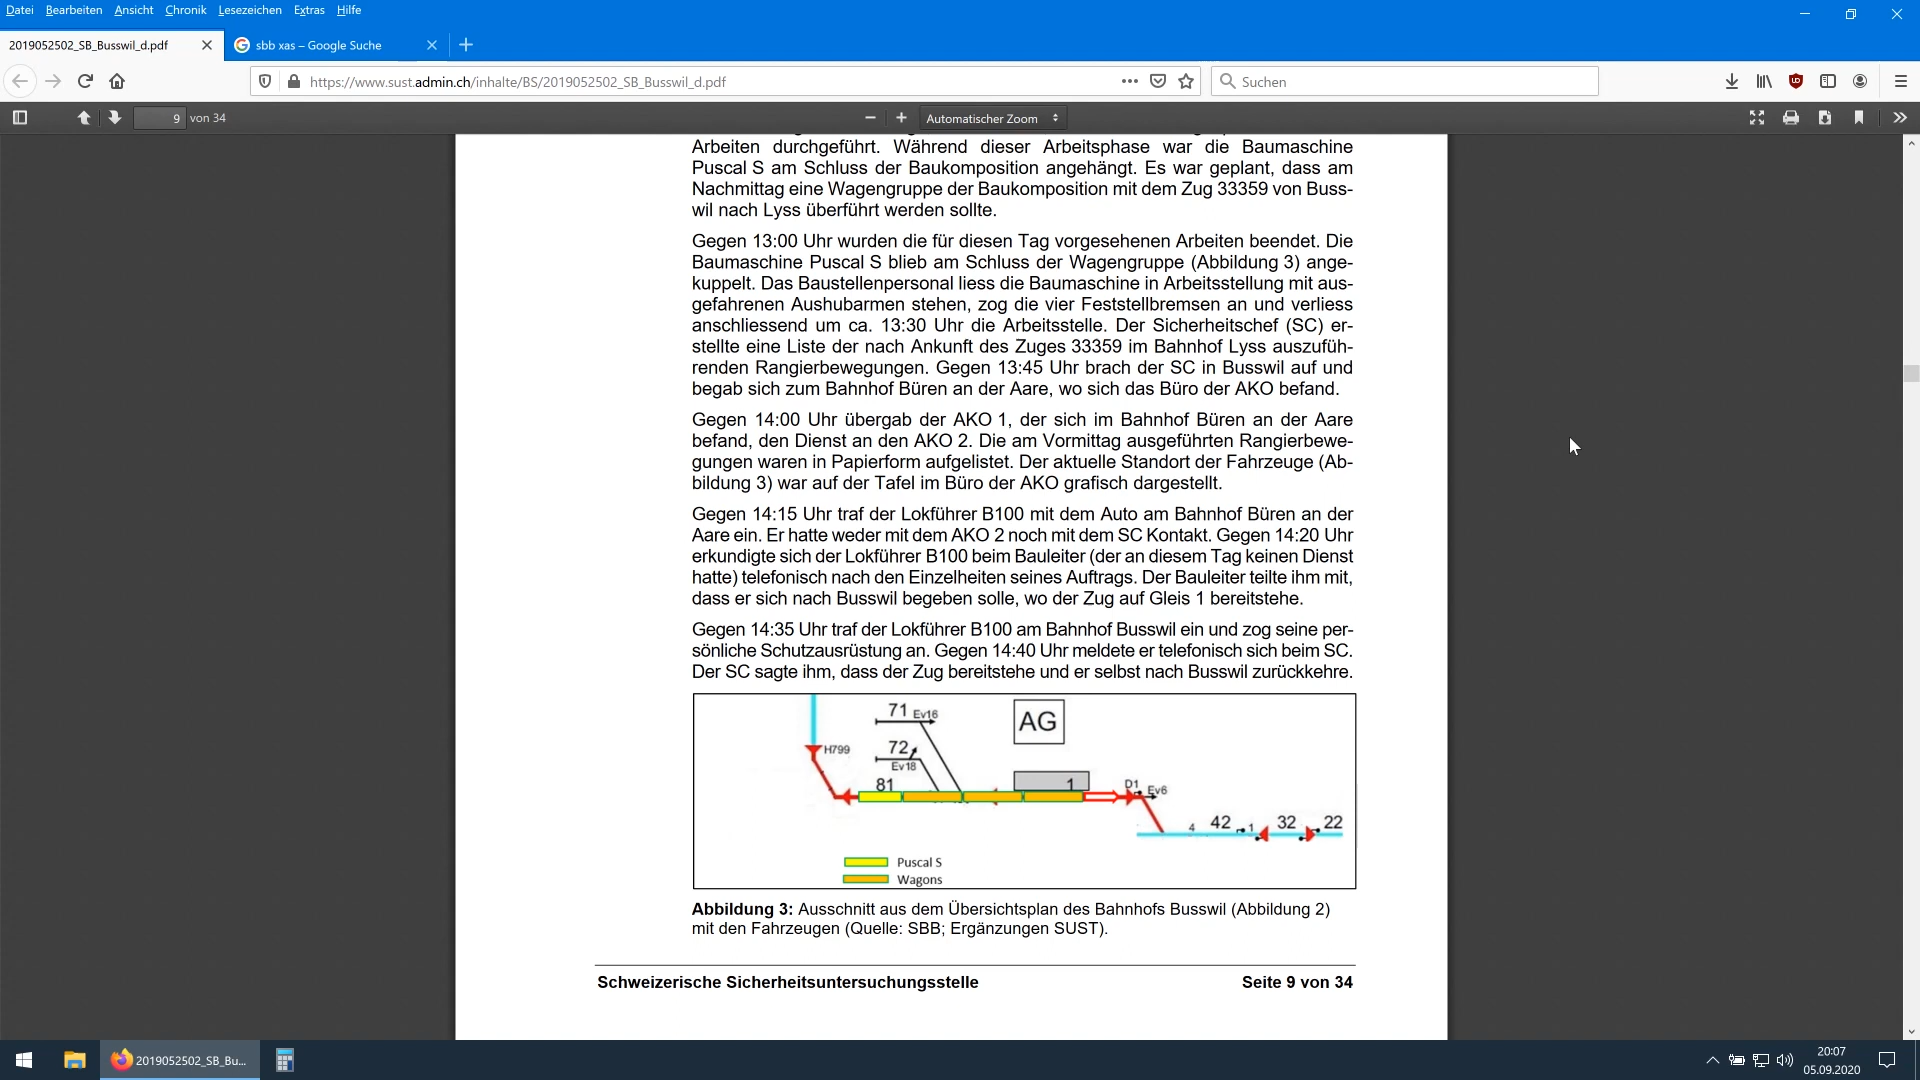 Datei Bearbeiten Ansicht Chronik Lesezeichen Extras Hilfe
2019052502_SB_Busswil_d.pdf
sbb xas – Google Suche
https://www.sust.admin.ch/inhalte/BS/2019052502_SB_Busswil_d.pdf
Suchen
9 von 34
Automatischer Zoom
Arbeiten durchgeführt. Während dieser Arbeitsphase war die Baumaschine
Puscal S am Schluss der Baukomposition angehängt. Es war geplant, dass am
Nachmittag eine Wagengruppe der Baukomposition mit dem Zug 33359 von Buss-
wil nach Lyss überführt werden sollte.
Gegen 13:00 Uhr wurden die für diesen Tag vorgesehenen Arbeiten beendet. Die
Baumaschine Puscal S blieb am Schluss der Wagengruppe (Abbildung 3) ange-
kuppelt. Das Baustellenpersonal liess die Baumaschine in Arbeitsstellung mit aus-
gefahrenen Aushubarmen stehen, zog die vier Feststellbremsen an und verliess
anschliessend um ca. 13:30 Uhr die Arbeitsstelle. Der Sicherheitschef (SC) er-
stellte eine Liste der nach Ankunft des Zuges 33359 im Bahnhof Lyss auszufüh-
renden Rangierbewegungen. Gegen 13:45 Uhr brach der SC in Busswil auf und
begab sich zum Bahnhof Büren an der Aare, wo sich das Büro der AKO befand.
Gegen 14:00 Uhr übergab der AKO 1, der sich im Bahnhof Büren an der Aare
befand, den Dienst an den AKO 2. Die am Vormittag ausgeführten Rangierbewe-
gungen waren in Papierform aufgelistet. Der aktuelle Standort der Fahrzeuge (Ab-
bildung 3) war auf der Tafel im Büro der AKO grafisch dargestellt.
Gegen 14:15 Uhr traf der Lokführer B100 mit dem Auto am Bahnhof Büren an der
Aare ein. Er hatte weder mit dem AKO 2 noch mit dem SC Kontakt. Gegen 14:20 Uhr
erkundigte sich der Lokführer B100 beim Bauleiter (der an diesem Tag keinen Dienst
hatte) telefonisch nach den Einzelheiten seines Auftrags. Der Bauleiter teilte ihm mit,
dass er sich nach Busswil begeben solle, wo der Zug auf Gleis 1 bereitstehe.
Gegen 14:35 Uhr traf der Lokführer B100 am Bahnhof Busswil ein und zog seine per-
sönliche Schutzausrüstung an. Gegen 14:40 Uhr meldete er telefonisch sich beim SC.
Der SC sagte ihm, dass der Zug bereitstehe und er selbst nach Busswil zurückkehre.
71 Ev16
AG
H799
72
Ev18
81
1
D1
Ev6
4 42 1 32 22
Puscal S
Wagons
Abbildung 3: Ausschnitt aus dem Übersichtsplan des Bahnhofs Busswil (Abbildung 2)
mit den Fahrzeugen (Quelle: SBB; Ergänzungen SUST).
Schweizerische Sicherheitsuntersuchungsstelle Seite 9 von 34
2019052502_SB_Bu...
20:07
05.09.2020